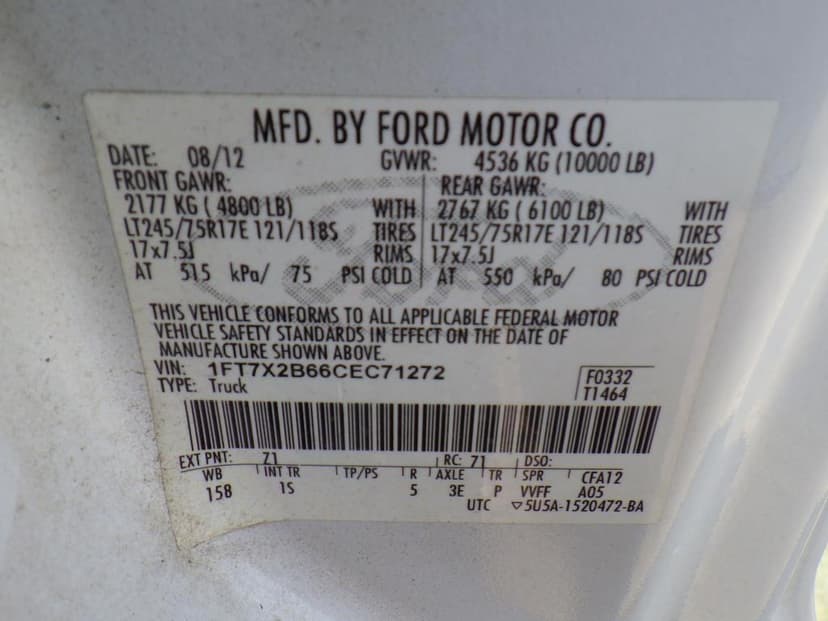 MFD. BY FORD MOTOR CO.
DATE: 08/12 GVWR: 4536 KG (10000 LB)
FRONT GAWR: REAR GAWR:
2177 KG ( 4800 LB) WITH 2767 KG ( 6100 LB) WITH
LT245/75R17E 121/118S TIRES LT245/75R17E 121/118S TIRES
17x7.5J RIMS 17x7.5J RIMS
AT 515 kPa/ 75 PSI COLD AT 550 kPa/ 80 PSI COLD
THIS VEHICLE CONFORMS TO ALL APPLICABLE FEDERAL MOTOR
VEHICLE SAFETY STANDARDS IN EFFECT ON THE DATE OF
MANUFACTURE SHOWN ABOVE.
VIN: 1FT7X2B66CEC71272 F0332
TYPE: Truck T1464
EXT PNT: Z1 RC: 71 DSO:
WB INT TR TP/PS R AXLE TR SPR CFA12
158 1S 5 3E P VVFF A05
UTC ▽5U5A-1520472-BA